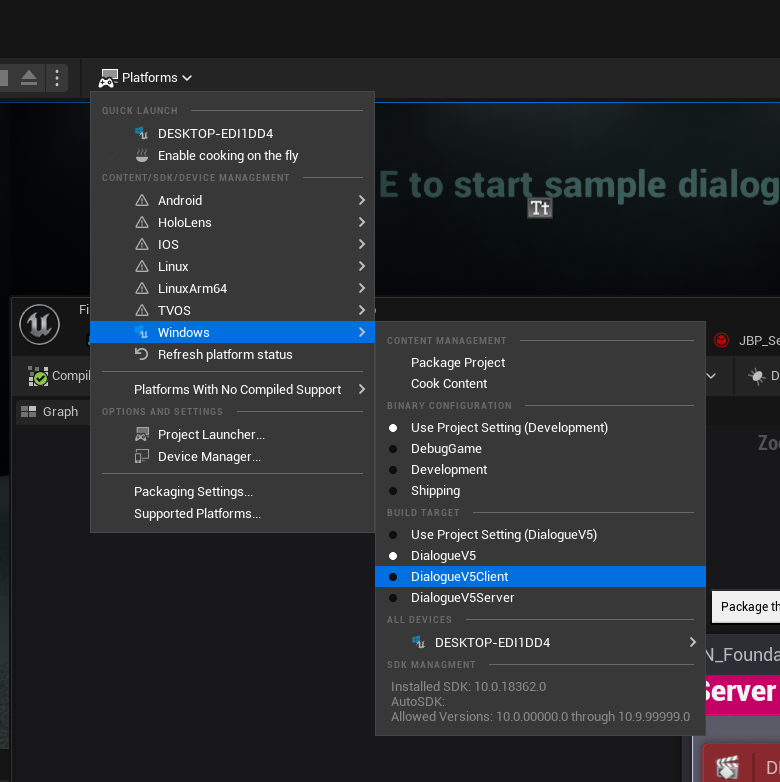 Platforms
QUICK LAUNCH
DESKTOP-EDI1DD4
Enable cooking on the fly
CONTENT/SDK/DEVICE MANAGEMENT
E to start sample dialog
Tt
Android
HoloLens
IOS
Linux
LinuxArm64
TVOS
Fi
Windows
Refresh platform status
JBP_Se
Compil
Platforms With No Compiled Support
D
Graph
OPTIONS AND SETTINGS
Project Launcher...
Device Manager...
Packaging Settings...
Supported Platforms...
CONTENT MANAGEMENT
Package Project
Cook Content
BINARY CONFIGURATION
Use Project Setting (Development)
DebugGame
Development
Shipping
BUILD TARGET
Use Project Setting (DialogueV5)
DialogueV5
DialogueV5Client
DialogueV5Server
ALL DEVICES
DESKTOP-EDI1DD4
SDK MANAGMENT
Installed SDK: 10.0.18362.0
AutoSDK:
Allowed Versions: 10.0.00000.0 through 10.9.99999.0
Zo
Package th
N_Founda
Server
D